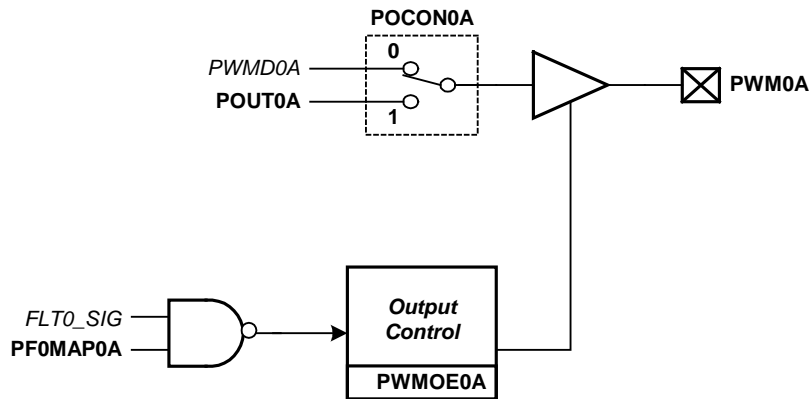 POCON0A
0
PWMD0A
POUT0A
1
PWM0A
FLT0_SIG
PF0MAP0A
Output
Control
PWMOE0A